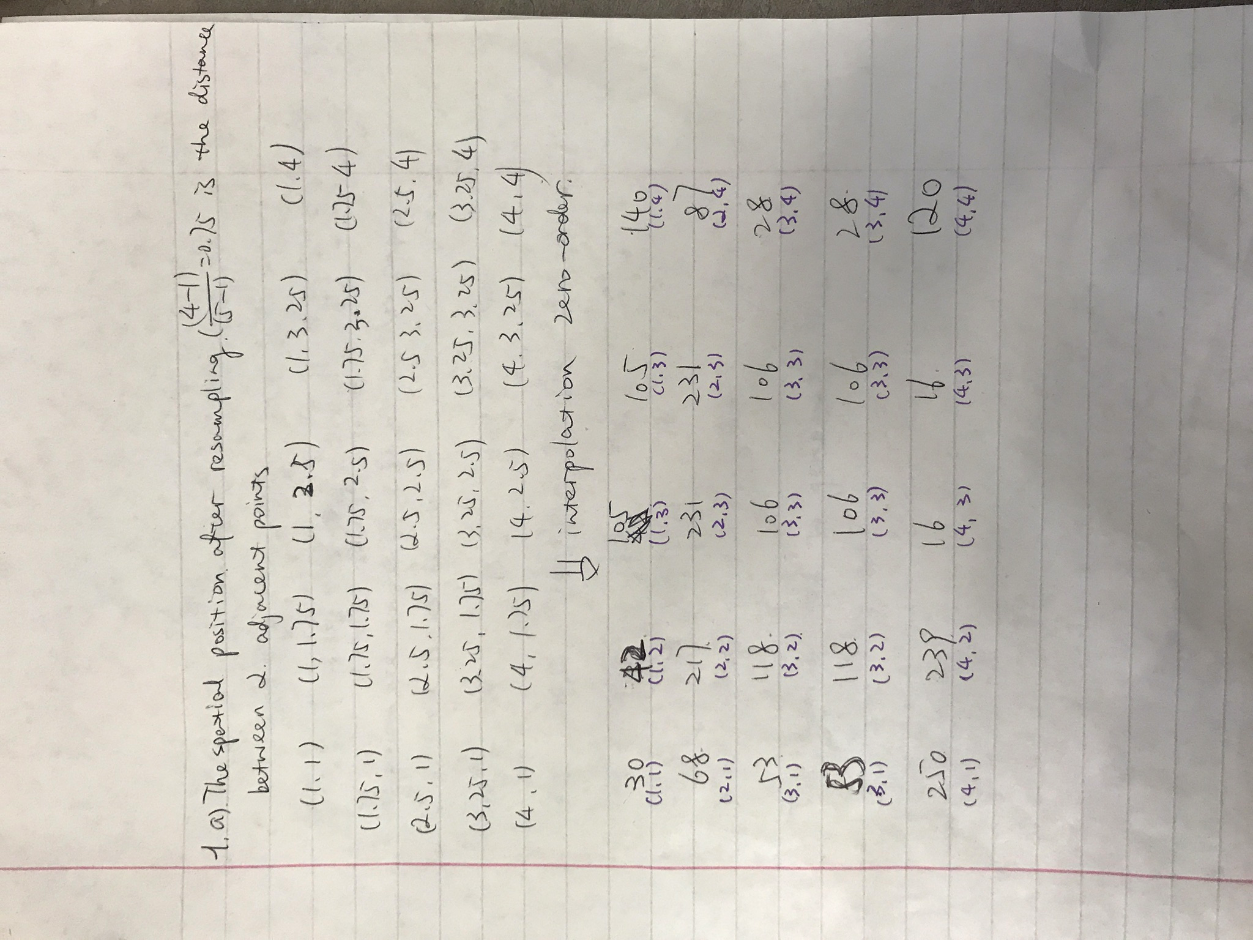 1. a) The spatial position after resampling. ((4-1)/(5-1)) = 0.75 is the distance
between 2 adjacent points
(1.1) (1, 1.75) (1, 2.5) (1, 3.25) (1.4)
(1.75, 1) (1.75, 1.75) (1.75, 2.5) (1.75. 3.25) (1.75 4)
(2.5, 1) (2.5, 1.75) (2.5, 2.5) (2.5 3.25) (2.5, 4)
(3.25, 1) (3.25, 1.75) (3.25, 2.5) (3.25, 3.25) (3.25, 4)
(4, 1) (4, 1.75) (4, 2.5) (4, 3.25) (4, 4)
⇓ interpolation zero-order.
30 42 105 105 140
(1.1) (1,2) (1.3) (1.3) (1.4)
68. 217. 231 231 87
(2,1) (2,2) (2,3) (2,3) (2,4)
53 118. 106 106 28
(3,1) (3,2) (3,3) (3,3) (3,4)
53 118. 106 106 28.
(3,1) (3,2) (3,3) (3,3) (3,4)
250 239 16 16. 120
(4,1) (4,2) (4,3) (4,3) (4,4)